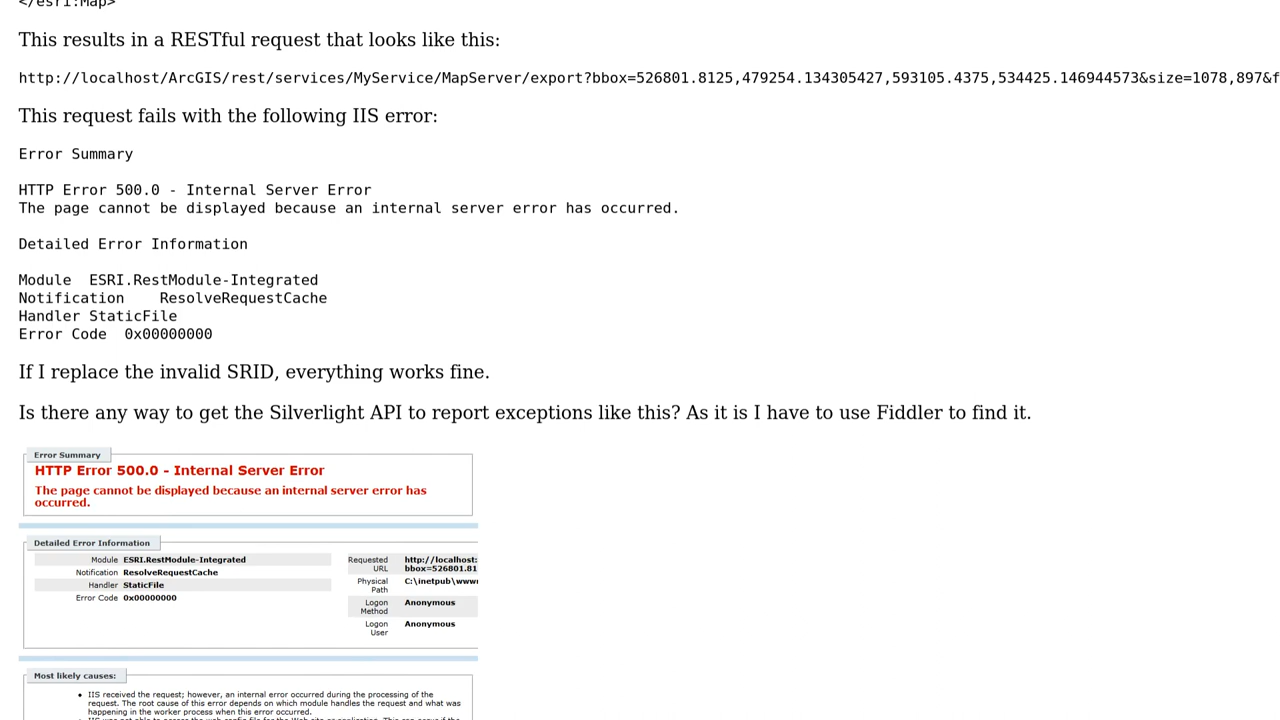 </esri:Map>
This results in a RESTful request that looks like this:
http://localhost/ArcGIS/rest/services/MyService/MapServer/export?bbox=526801.8125,479254.134305427,593105.4375,534425.146944573&size=1078,897&f
This request fails with the following IIS error:
Error Summary
HTTP Error 500.0 - Internal Server Error
The page cannot be displayed because an internal server error has occurred.
Detailed Error Information
Module  ESRI.RestModule-Integrated
Notification    ResolveRequestCache
Handler StaticFile
Error Code  0x00000000
If I replace the invalid SRID, everything works fine.
Is there any way to get the Silverlight API to report exceptions like this? As it is I have to use Fiddler to find it.
Error Summary
HTTP Error 500.0 - Internal Server Error
The page cannot be displayed because an internal server error has
occurred.
Detailed Error Information
Module ESRI.RestModule-Integrated
Notification ResolveRequestCache
Handler StaticFile
Error Code 0x00000000
Requested http://localhost:
URL bbox=526801.81
Physical C:\inetpub\www
Path
Logon Anonymous
Method
Logon Anonymous
User
Most likely causes:
• IIS received the request; however, an internal error occurred during the processing of the
request. The root cause of this error depends on which module handles the request and what was
happening in the worker process when this error occurred.